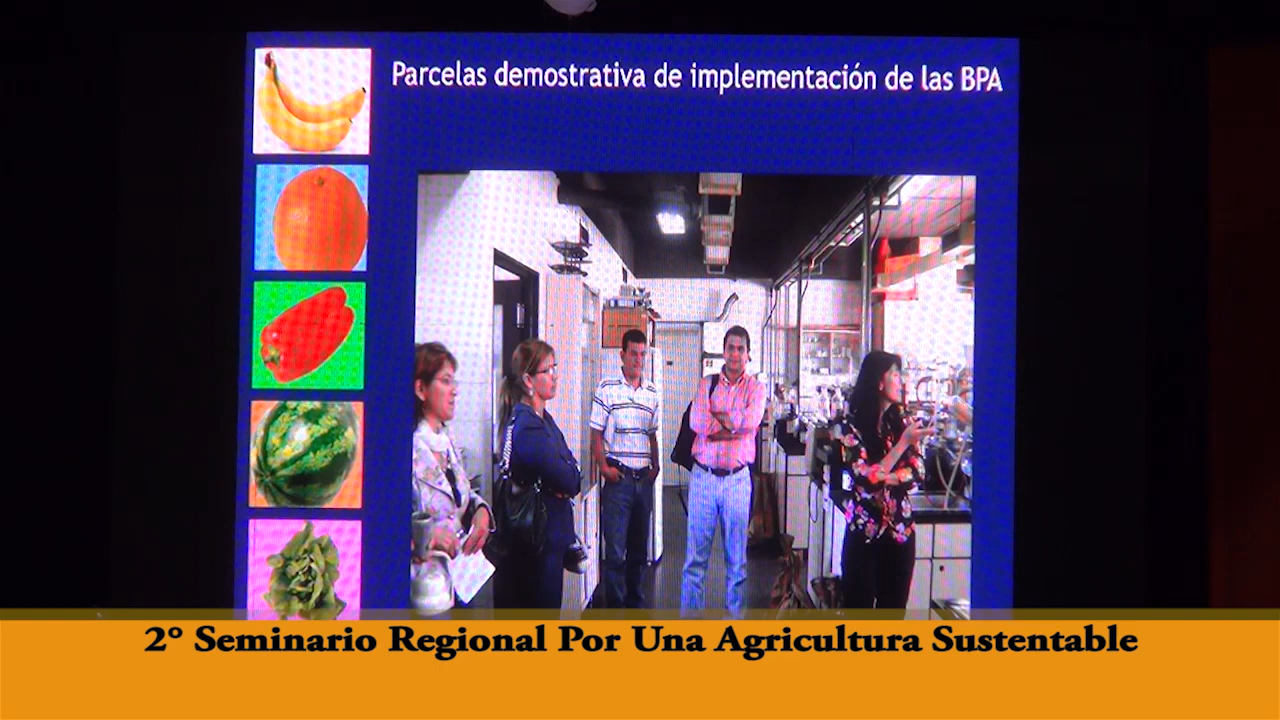 Parcelas demostrativa de implementación de las BPA
2° Seminario Regional Por Una Agricultura Sustentable